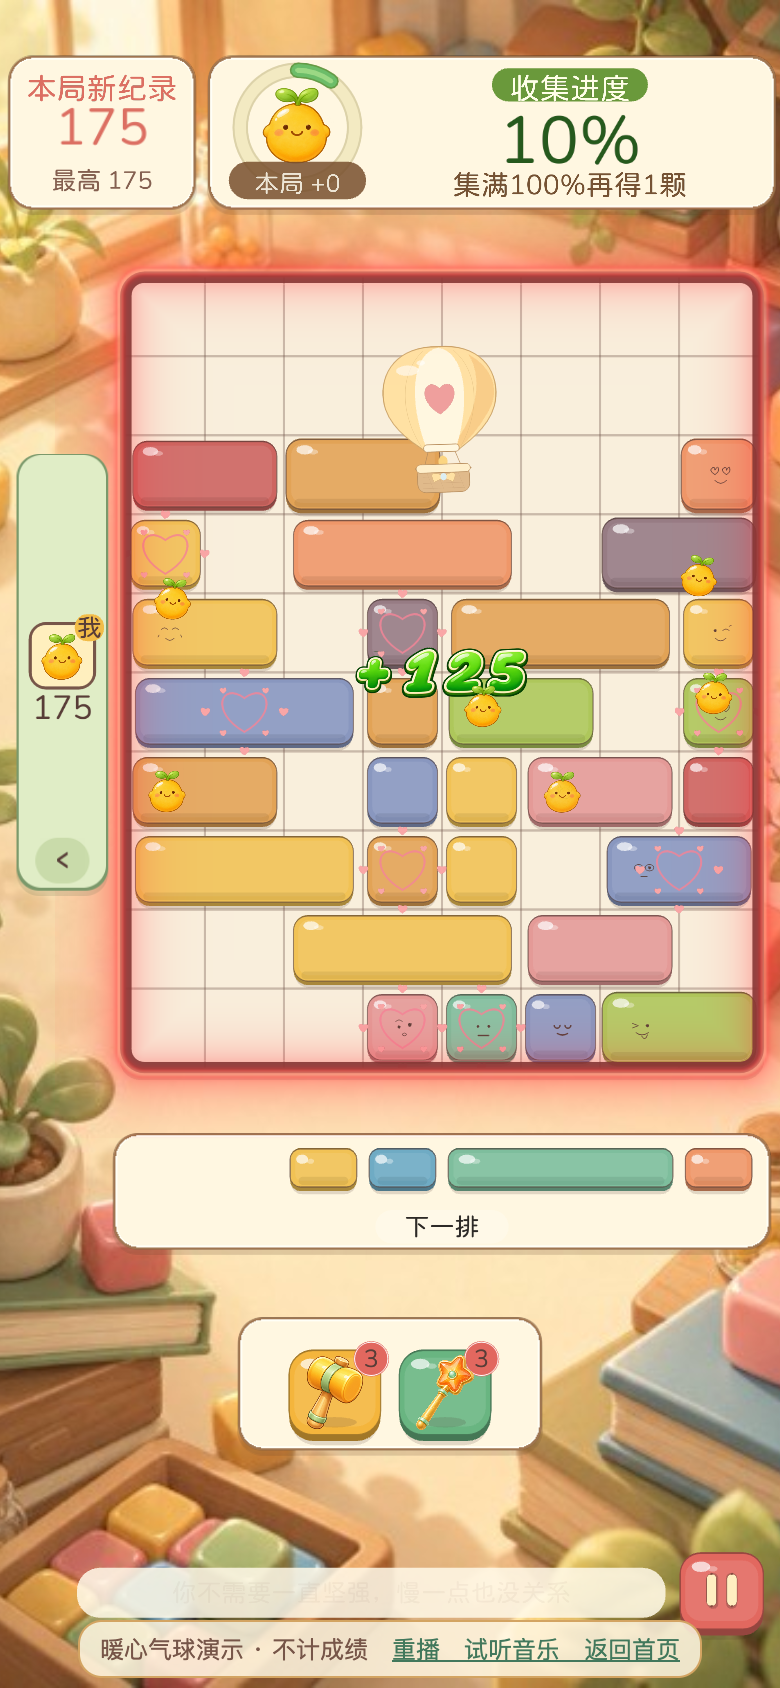 本局新纪录
175
最高 175
本局 +0
收集进度
10%
集满100%再得1颗
我
175
<
+125
下一排
3
3
你不需要一直坚强，慢一点也没关系
暖心气球演示 · 不计成绩 重播 试听音乐 返回首页